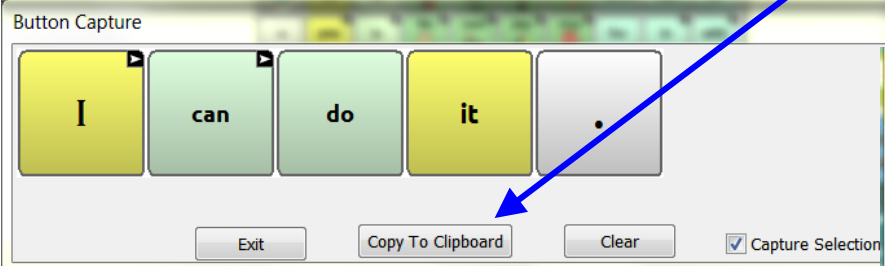 Button Capture
I can do it .
Exit Copy To Clipboard Clear Capture Selection